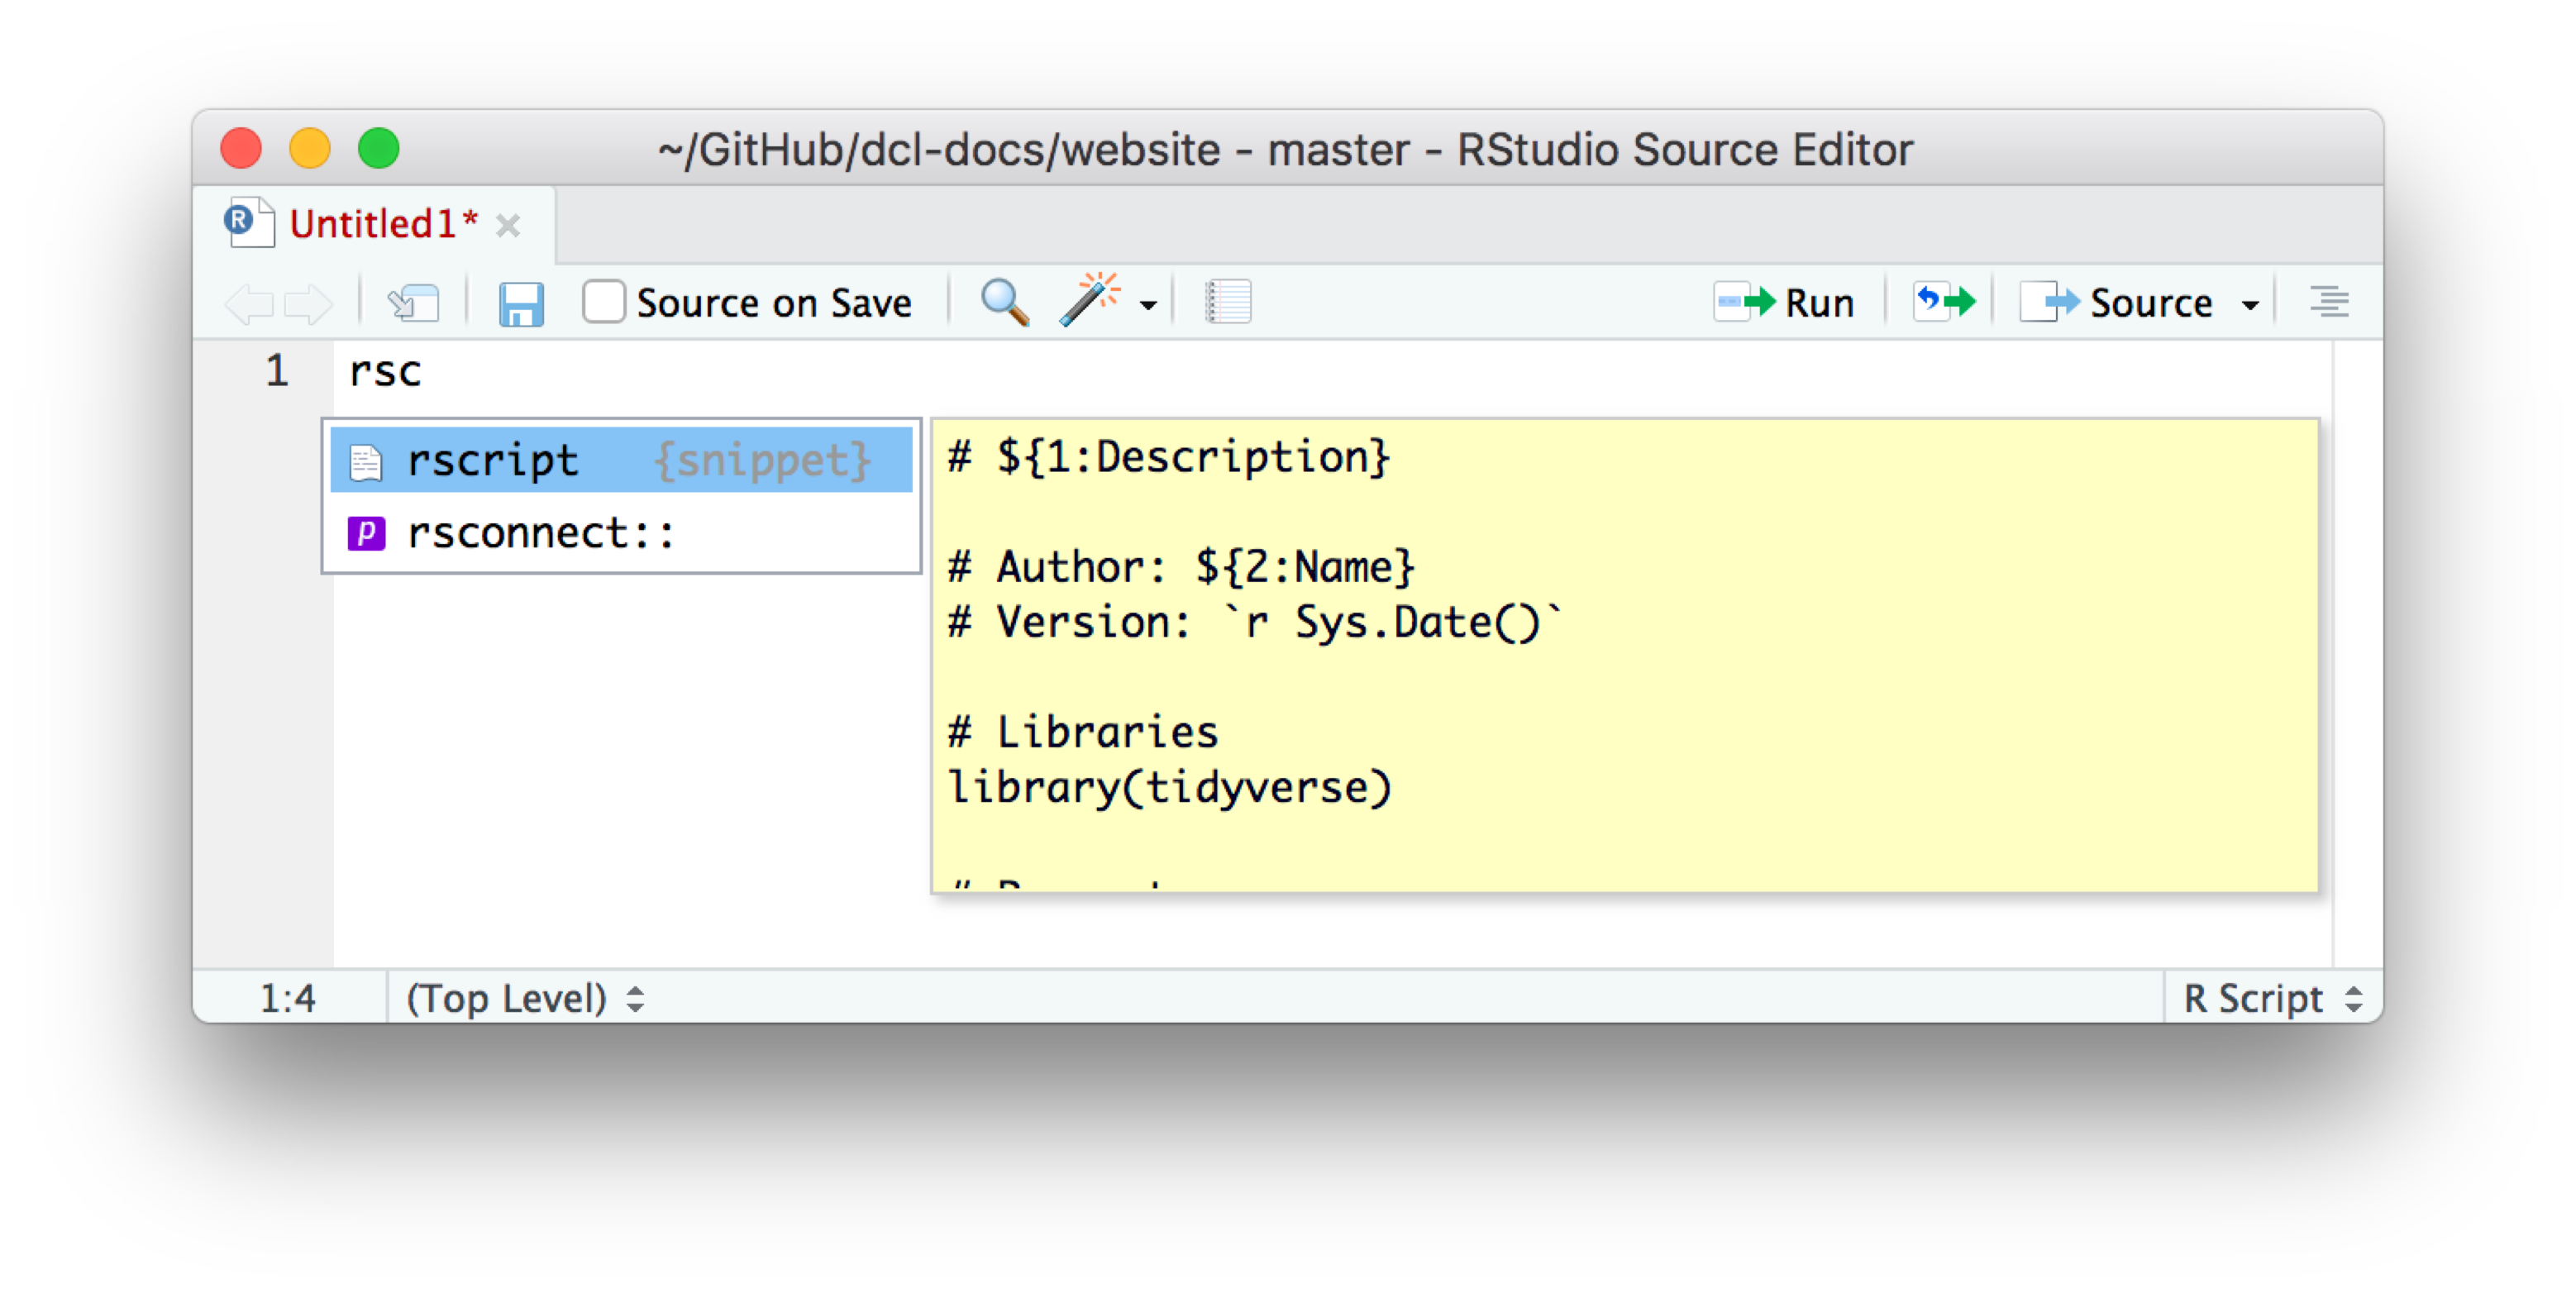 ~/GitHub/dcl-docs/website - master - RStudio Source Editor
R Untitled1*
Source on Save Run Source
1 rsc
rscript {snippet}
p rsconnect::
# ${1:Description}
# Author: ${2:Name}
# Version: `r Sys.Date()`
# Libraries
library(tidyverse)
1:4 (Top Level) R Script